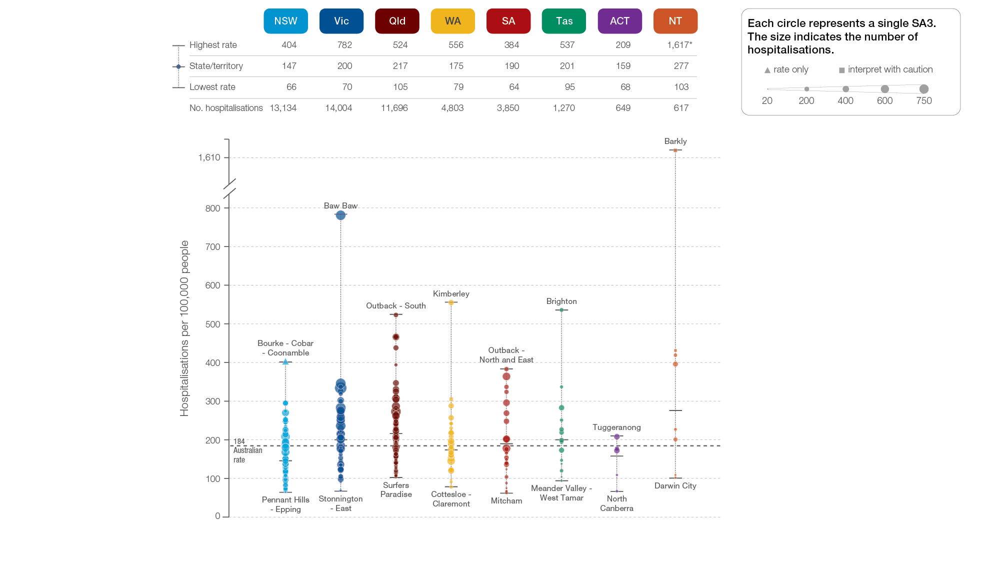 NSW Vic Qld WA SA Tas ACT NT
Highest rate 404 782 524 556 384 537 209 1,617*
State/territory 147 200 217 175 190 201 159 277
Lowest rate 66 70 105 79 64 95 68 103
No. hospitalisations 13,134 14,004 11,696 4,803 3,850 1,270 649 617
Each circle represents a single SA3.
The size indicates the number of
hospitalisations.
rate only interpret with caution
20 200 400 600 750
Hospitalisations per 100,000 people
1,610
800
700
600
500
400
300
200
100
0
184
Australian
rate
Bourke - Cobar
- Coonamble
Pennant Hills
- Epping
Baw Baw
Stonnington
- East
Outback - South
Surfers
Paradise
Kimberley
Cottesloe -
Claremont
Outback -
North and East
Mitcham
Brighton
Meander Valley -
West Tamar
Tuggeranong
North
Canberra
Barkly
Darwin City